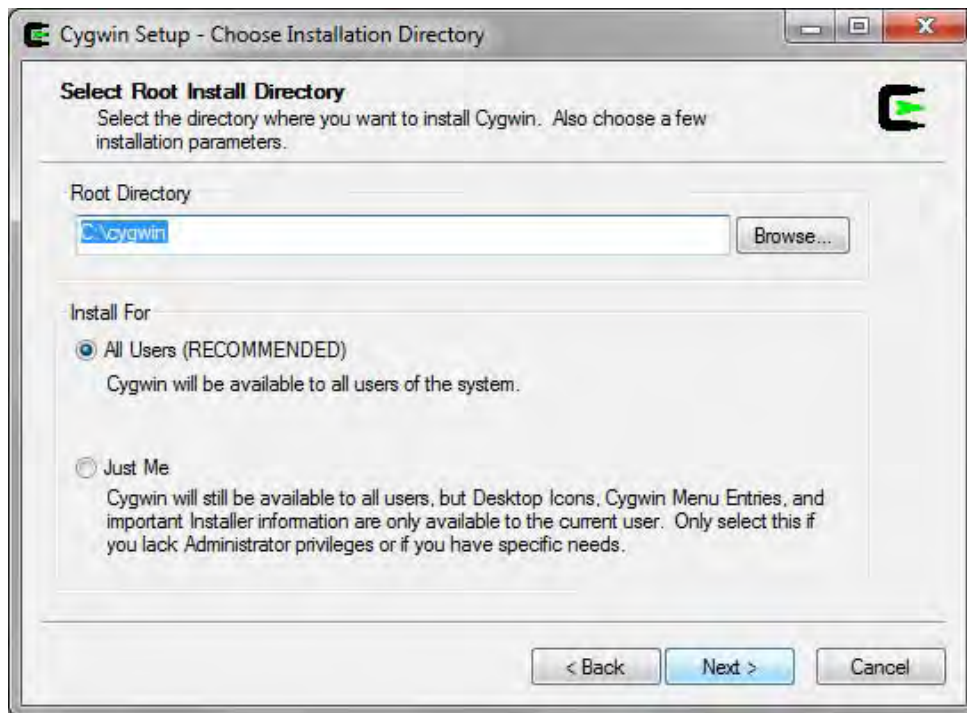 Cygwin Setup - Choose Installation Directory
Select Root Install Directory
Select the directory where you want to install Cygwin. Also choose a few
installation parameters.
Root Directory
C:\cygwin
Browse...
Install For
All Users (RECOMMENDED)
Cygwin will be available to all users of the system.
Just Me
Cygwin will still be available to all users, but Desktop Icons, Cygwin Menu Entries, and
important Installer information are only available to the current user. Only select this if
you lack Administrator privileges or if you have specific needs.
< Back Next > Cancel